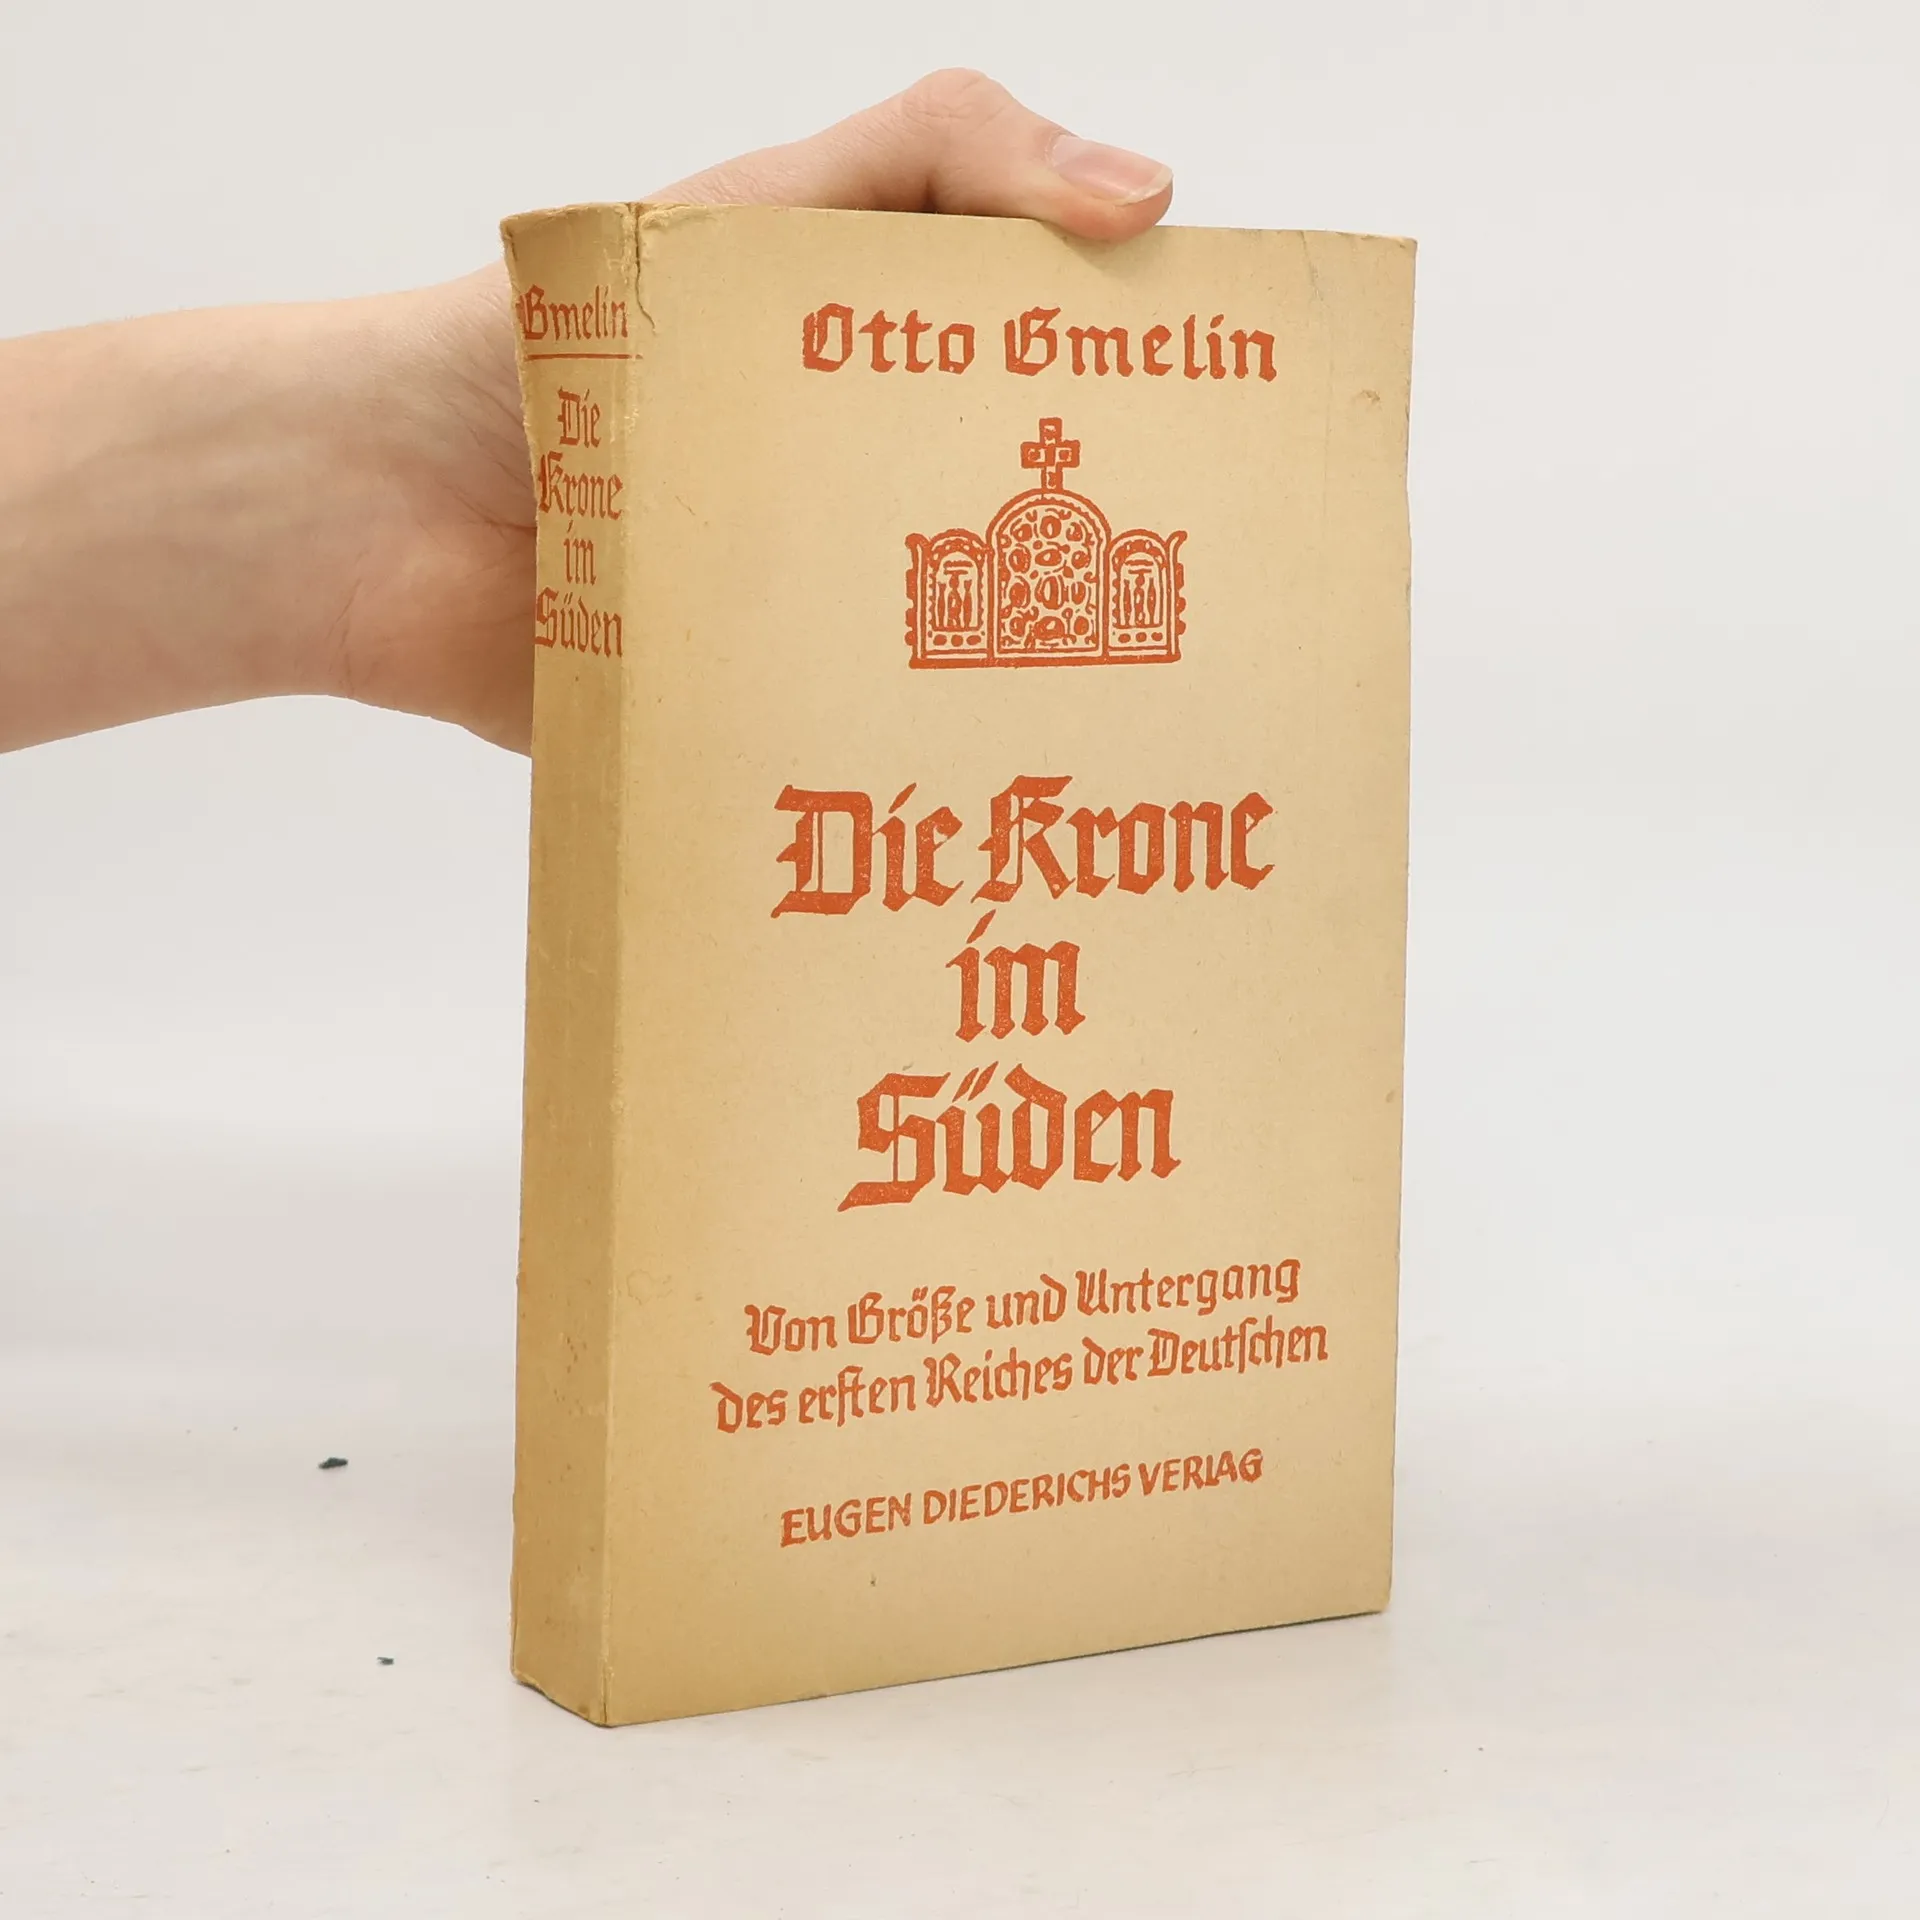 Gmelin
Die
Krone
im
Süden
Otto Gmelin
Die Krone
im
Süden
Von Größe und Untergang
des erſten Reiches der Deutſchen
EUGEN DIEDERICHS VERLAG